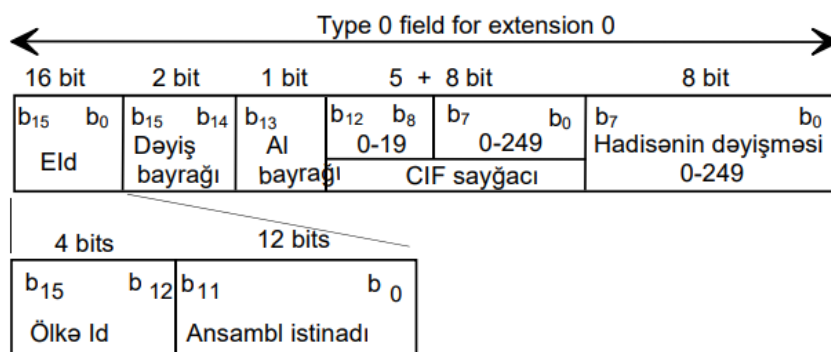 Type 0 field for extension 0
16 bit 2 bit 1 bit 5 + 8 bit 8 bit
b15 b0 b15 b14 b13 b12 b8 b7 b0 b7 b0
EId Dəyiş bayrağı Al bayrağı 0-19 0-249 Hadisənin dəyişməsi
CIF sayğacı 0-249
4 bits 12 bits
b15 b 12 b11 b 0
Ölkə Id Ansambl istinadı